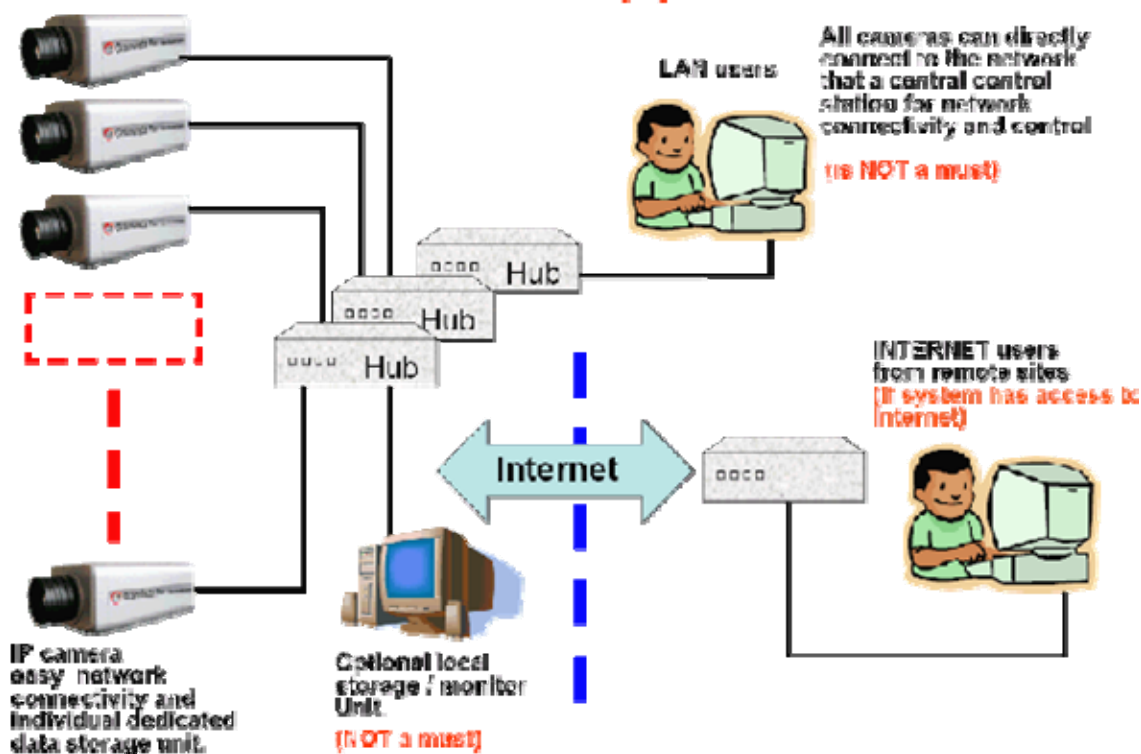 LAN users
All cameras can directly
connect to the network
that a central control
station for network
connectivity and control
(is NOT a must)
Hub
Hub
Hub
INTERNET users
from remote sites
(If system has access to
Internet)
Internet
IP camera
easy network
connectivity and
individual dedicated
data storage unit.
Optional local
storage / monitor
Unit
(NOT a must)